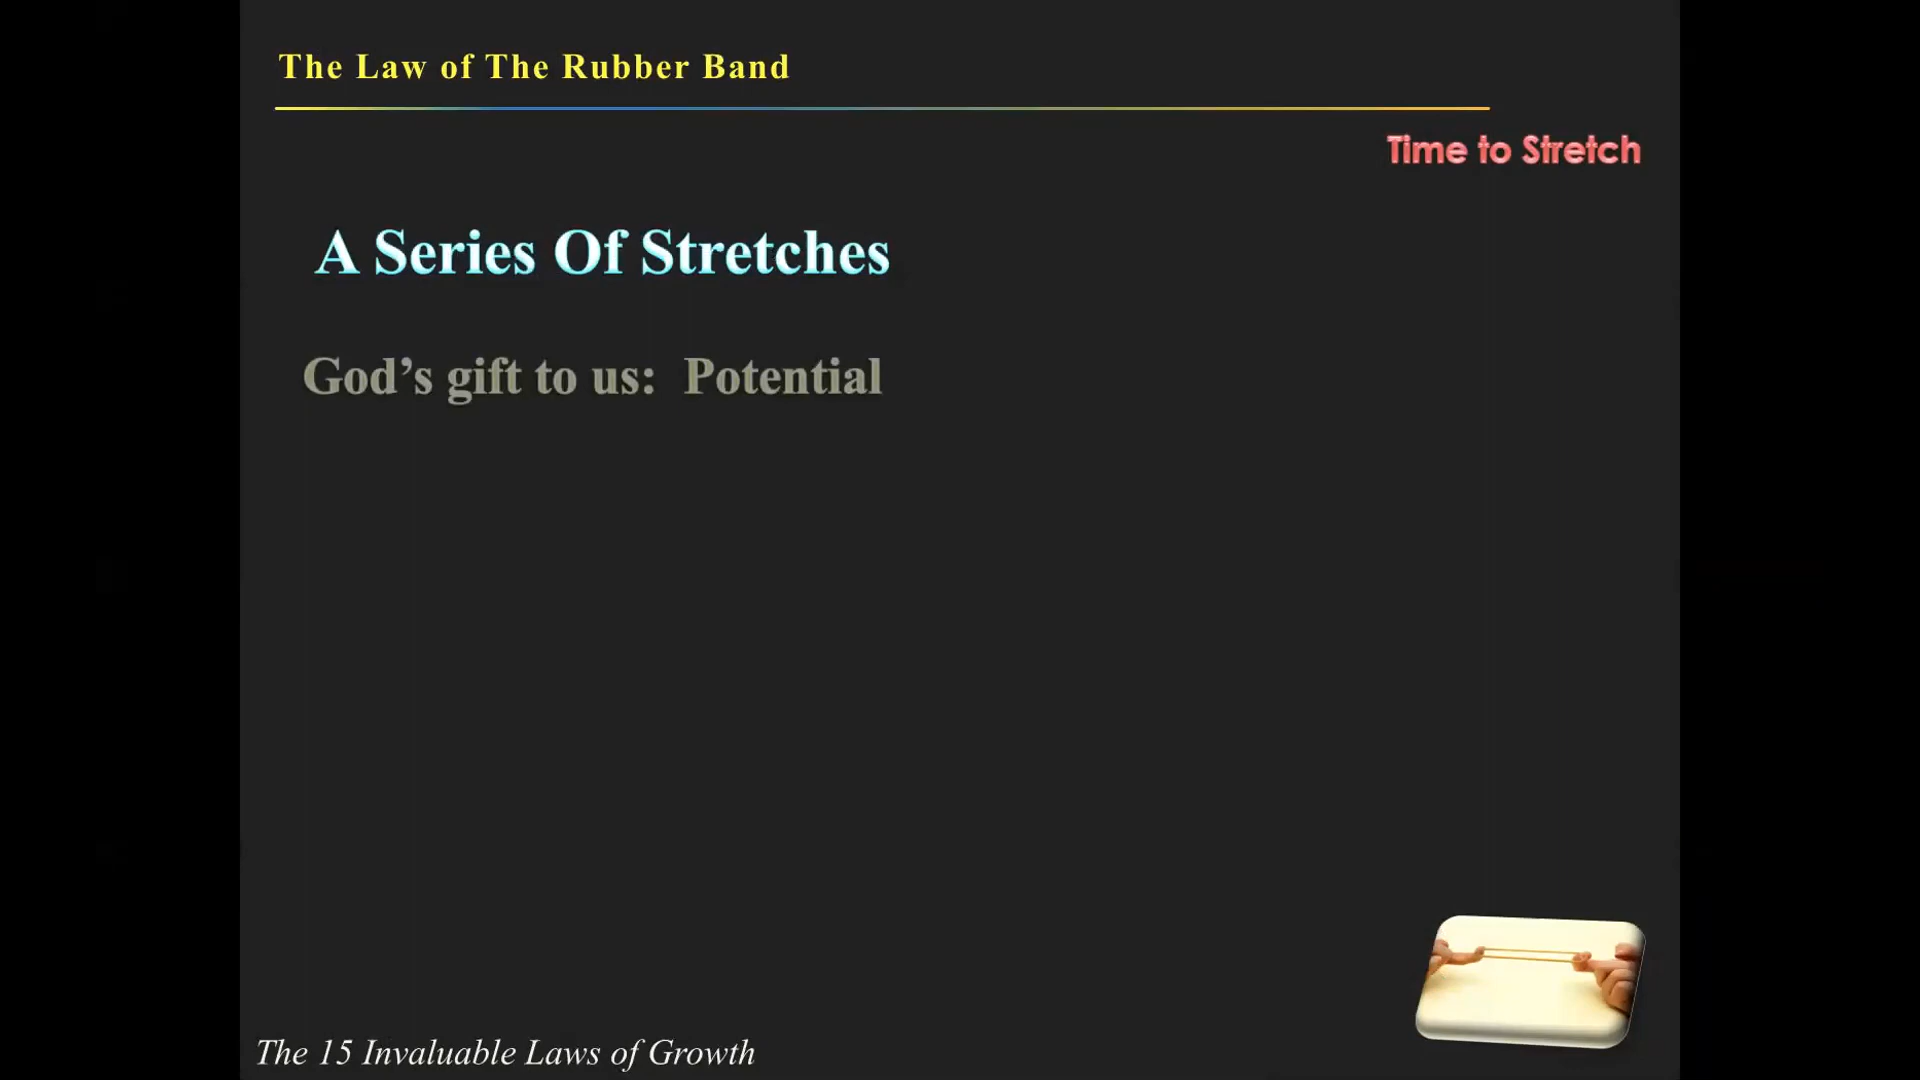 The Law of The Rubber Band
Time to Stretch
A Series Of Stretches
God’s gift to us:  Potential
The 15 Invaluable Laws of Growth